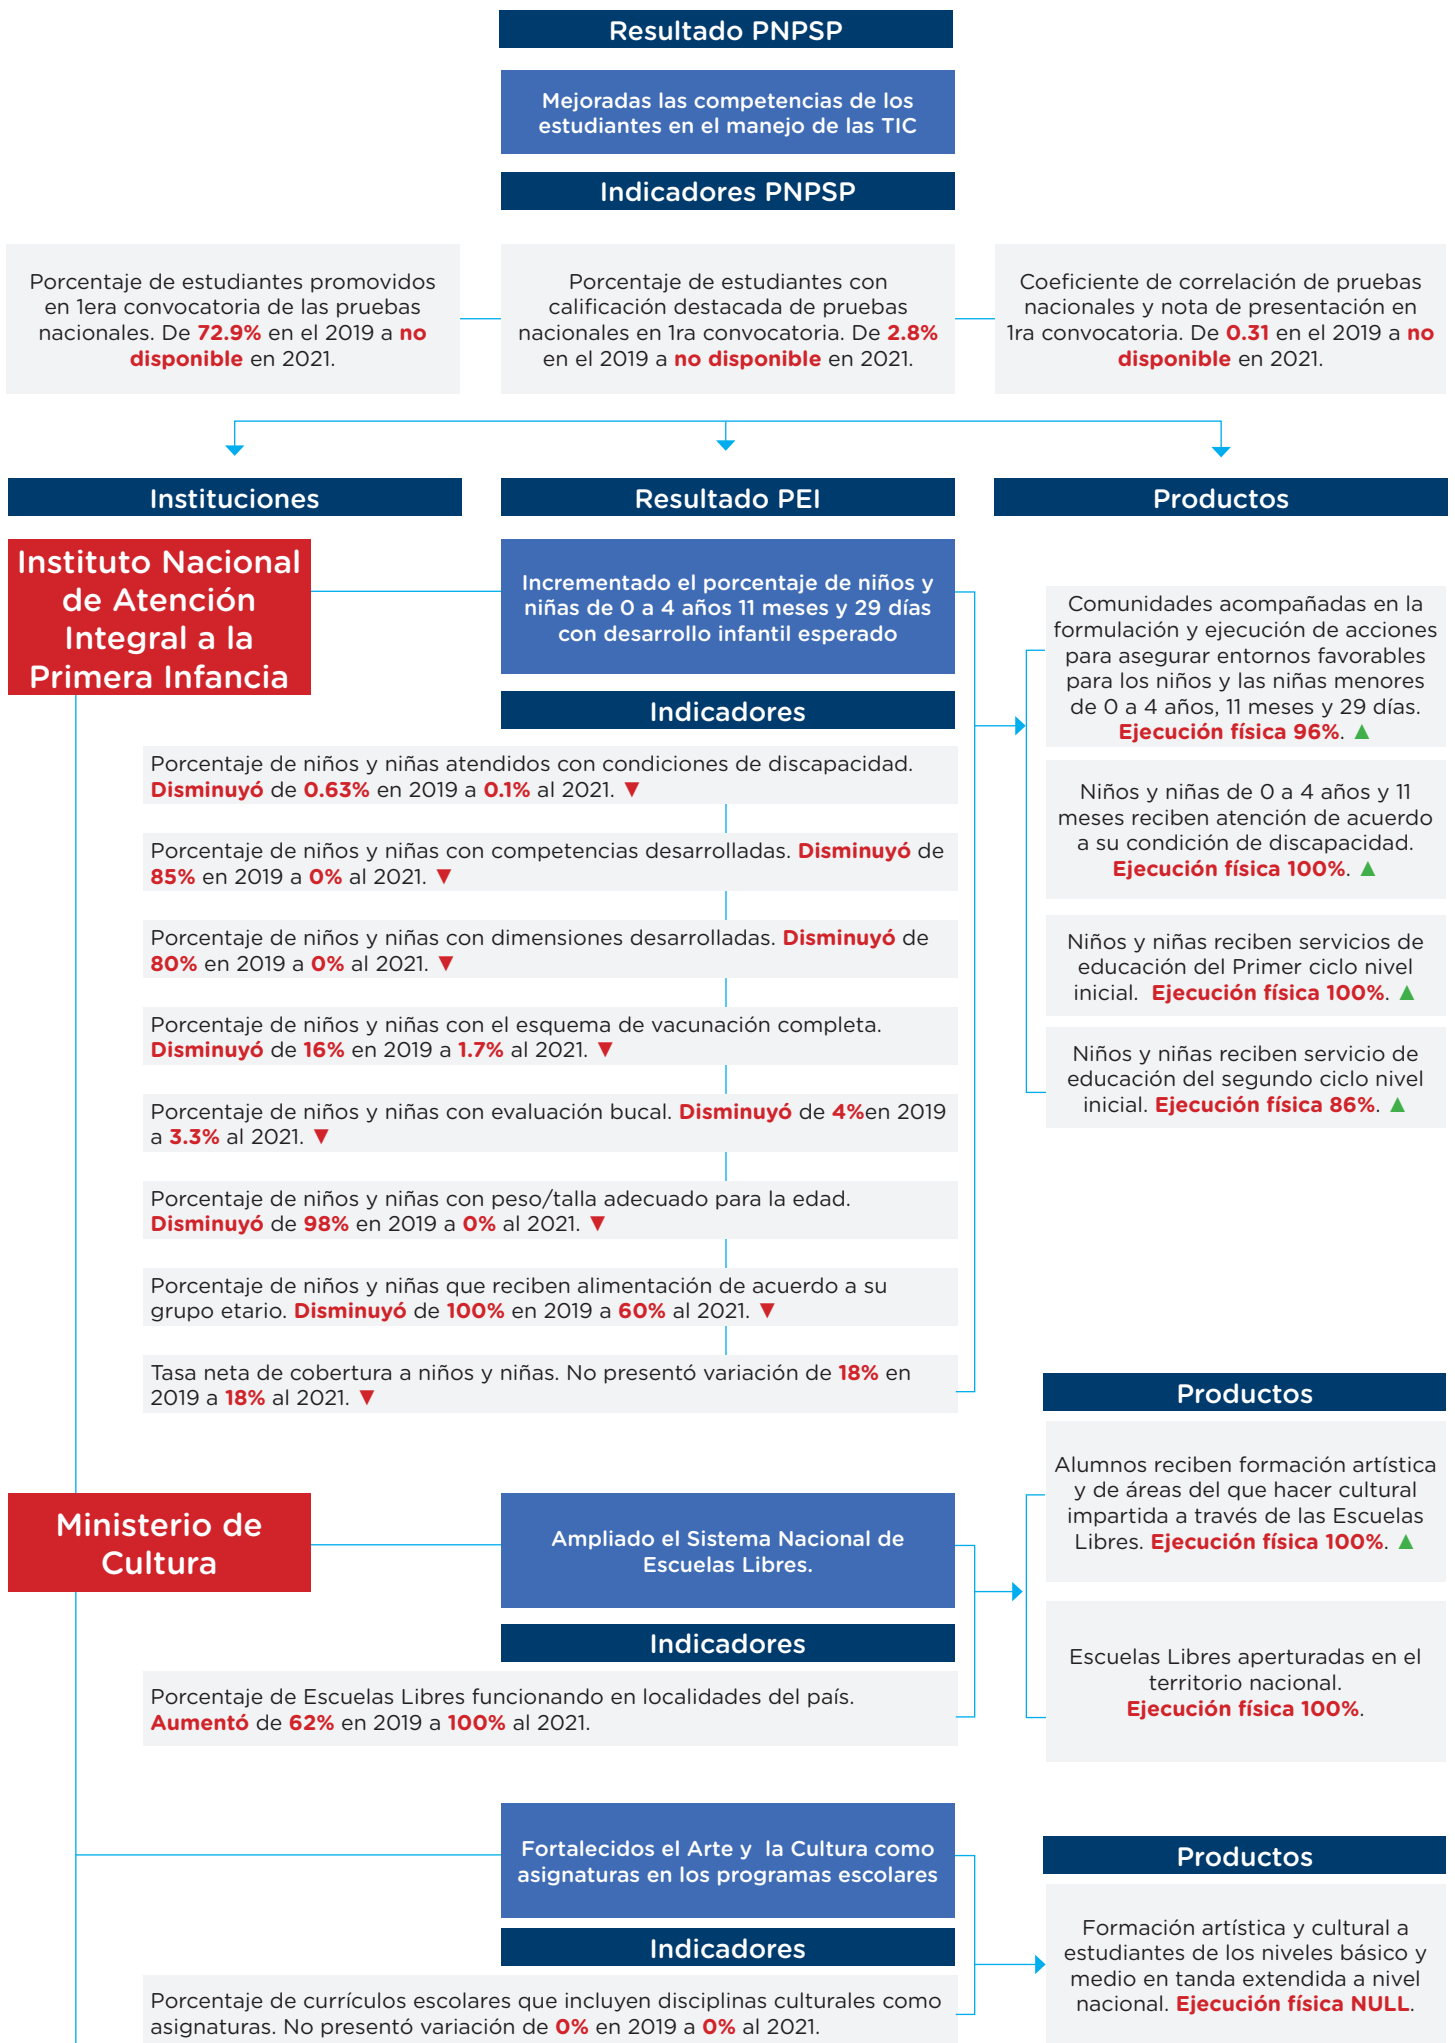 Resultado PNPSP
Mejoradas las competencias de los
estudiantes en el manejo de las TIC
Indicadores PNPSP
Porcentaje de estudiantes promovidos
en 1era convocatoria de las pruebas
nacionales. De 72.9% en el 2019 a no
disponible en 2021.
Porcentaje de estudiantes con
calificación destacada de pruebas
nacionales en 1ra convocatoria. De 2.8%
en el 2019 a no disponible en 2021.
Coeficiente de correlación de pruebas
nacionales y nota de presentación en
1ra convocatoria. De 0.31 en el 2019 a no
disponible en 2021.
Instituciones
Resultado PEI
Productos
Instituto Nacional
de Atención
Integral a la
Primera Infancia
Incrementado el porcentaje de niños y
niñas de 0 a 4 años 11 meses y 29 días
con desarrollo infantil esperado
Indicadores
Porcentaje de niños y niñas atendidos con condiciones de discapacidad.
Disminuyó de 0.63% en 2019 a 0.1% al 2021. ▼
Porcentaje de niños y niñas con competencias desarrolladas. Disminuyó de
85% en 2019 a 0% al 2021. ▼
Porcentaje de niños y niñas con dimensiones desarrolladas. Disminuyó de
80% en 2019 a 0% al 2021. ▼
Porcentaje de niños y niñas con el esquema de vacunación completa.
Disminuyó de 16% en 2019 a 1.7% al 2021. ▼
Porcentaje de niños y niñas con evaluación bucal. Disminuyó de 4%en 2019
a 3.3% al 2021. ▼
Porcentaje de niños y niñas con peso/talla adecuado para la edad.
Disminuyó de 98% en 2019 a 0% al 2021. ▼
Porcentaje de niños y niñas que reciben alimentación de acuerdo a su
grupo etario. Disminuyó de 100% en 2019 a 60% al 2021. ▼
Tasa neta de cobertura a niños y niñas. No presentó variación de 18% en
2019 a 18% al 2021. ▼
Comunidades acompañadas en la
formulación y ejecución de acciones
para asegurar entornos favorables
para los niños y las niñas menores
de 0 a 4 años, 11 meses y 29 días.
Ejecución física 96%. ▲
Niños y niñas de 0 a 4 años y 11
meses reciben atención de acuerdo
a su condición de discapacidad.
Ejecución física 100%. ▲
Niños y niñas reciben servicios de
educación del Primer ciclo nivel
inicial. Ejecución física 100%. ▲
Niños y niñas reciben servicio de
educación del segundo ciclo nivel
inicial. Ejecución física 86%. ▲
Ministerio de
Cultura
Ampliado el Sistema Nacional de
Escuelas Libres.
Indicadores
Porcentaje de Escuelas Libres funcionando en localidades del país.
Aumentó de 62% en 2019 a 100% al 2021.
Productos
Alumnos reciben formación artística
y de áreas del que hacer cultural
impartida a través de las Escuelas
Libres. Ejecución física 100%. ▲
Escuelas Libres aperturadas en el
territorio nacional.
Ejecución física 100%.
Fortalecidos el Arte y la Cultura como
asignaturas en los programas escolares
Indicadores
Porcentaje de currículos escolares que incluyen disciplinas culturales como
asignaturas. No presentó variación de 0% en 2019 a 0% al 2021.
Productos
Formación artística y cultural a
estudiantes de los niveles básico y
medio en tanda extendida a nivel
nacional. Ejecución física NULL.